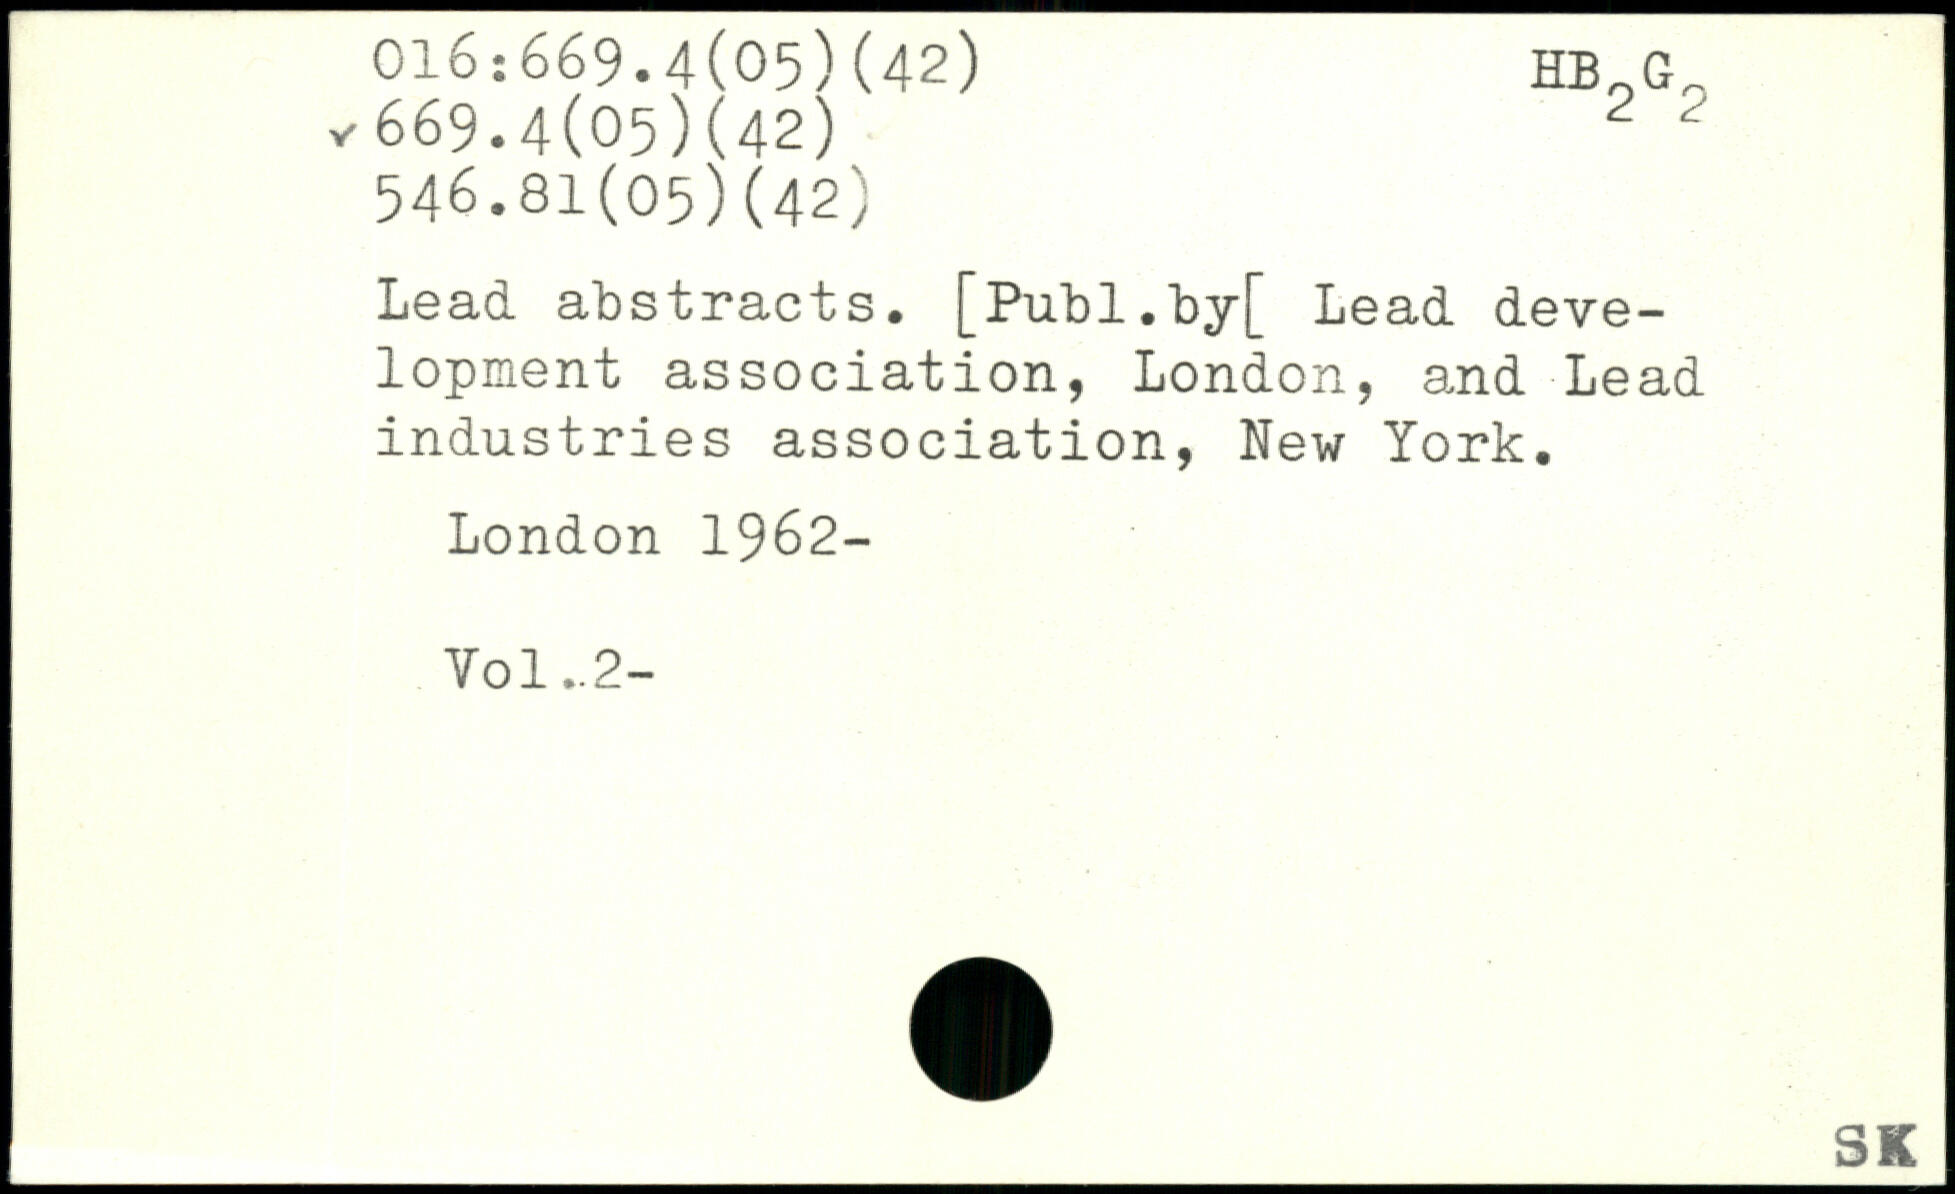 016:669.4(05)(42) HB₂G₂
✓ 669.4(05)(42)
546.81(05)(42)
Lead abstracts. [Publ.by[ Lead deve-
lopment association, London, and Lead
industries association, New York.
London 1962-
Vol.2-
SK